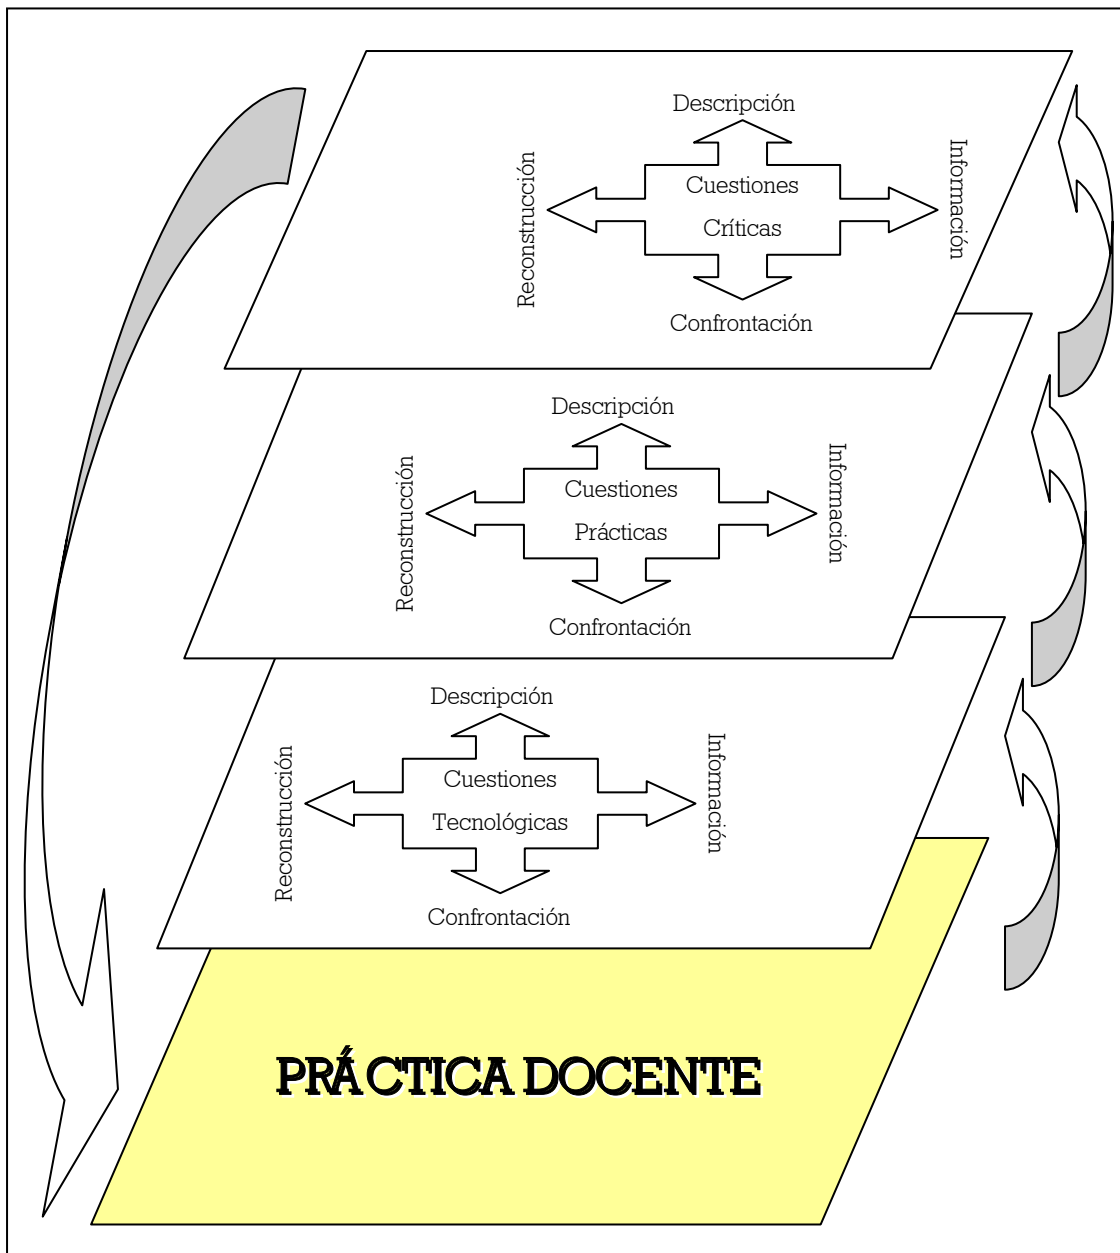 Descripción
Reconstrucción
Cuestiones
Críticas
Información
Confrontación
Descripción
Reconstrucción
Cuestiones
Prácticas
Información
Confrontación
Descripción
Reconstrucción
Cuestiones
Tecnológicas
Información
Confrontación
PRÁCTICA DOCENTE